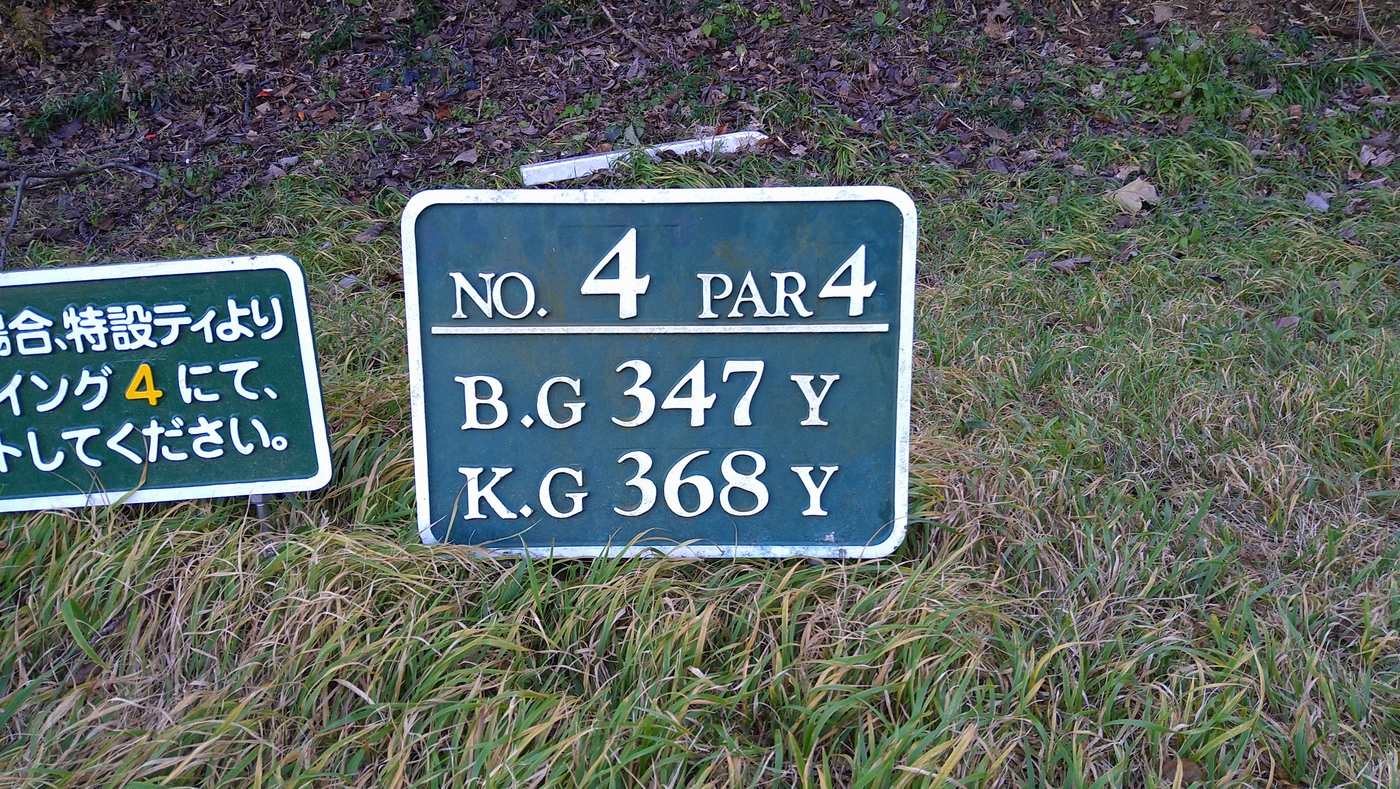 場合、特設ティより
イング4にて、
トしてください。
NO. 4 PAR 4
B.G 347 Y
K.G 368 Y